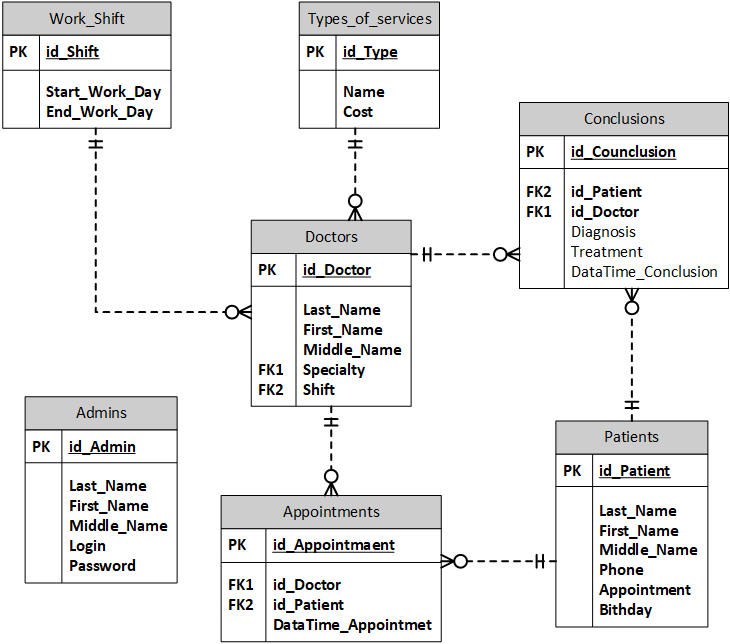 Work_Shift
PK id_Shift
Start_Work_Day
End_Work_Day
Types_of_services
PK id_Type
Name
Cost
Conclusions
PK id_Counclusion
FK2 id_Patient
FK1 id_Doctor
Diagnosis
Treatment
DataTime_Conclusion
Doctors
PK id_Doctor
Last_Name
First_Name
Middle_Name
FK1 Specialty
FK2 Shift
Admins
PK id_Admin
Last_Name
First_Name
Middle_Name
Login
Password
Patients
PK id_Patient
Last_Name
First_Name
Middle_Name
Phone
Appointment
Bithday
Appointments
PK id_Appointmaent
FK1 id_Doctor
FK2 id_Patient
DataTime_Appointmet